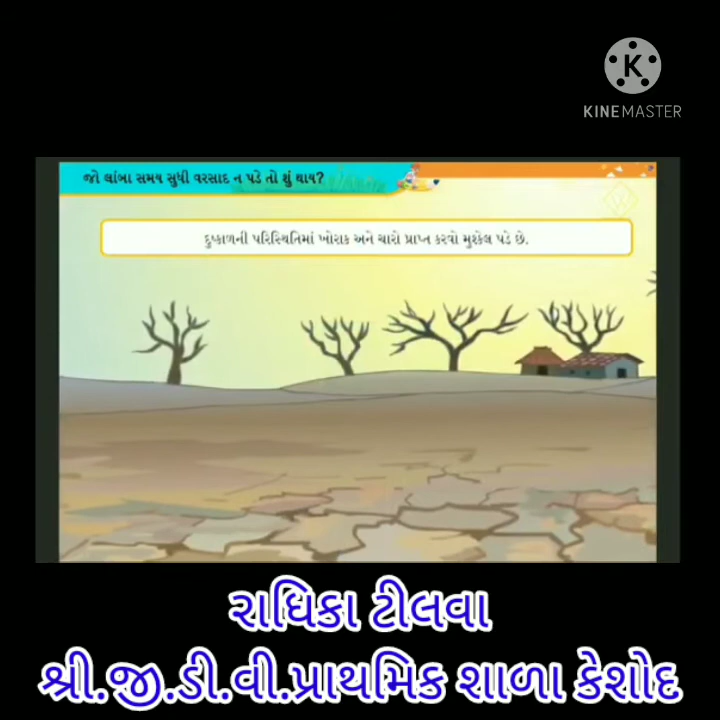 KINEMASTER
જો લાંબા સમય સુધી વરસાદ ન પડે તો શું થાય?
દુષ્કાળની પરિસ્થિતિમાં ખોરાક અને ચારો પ્રાપ્ત કરવો મુશ્કેલ પડે છે.
રાધિકા ટીલવા
શ્રી.જી.ડી.વી.પ્રાથમિક શાળા કેશોદ